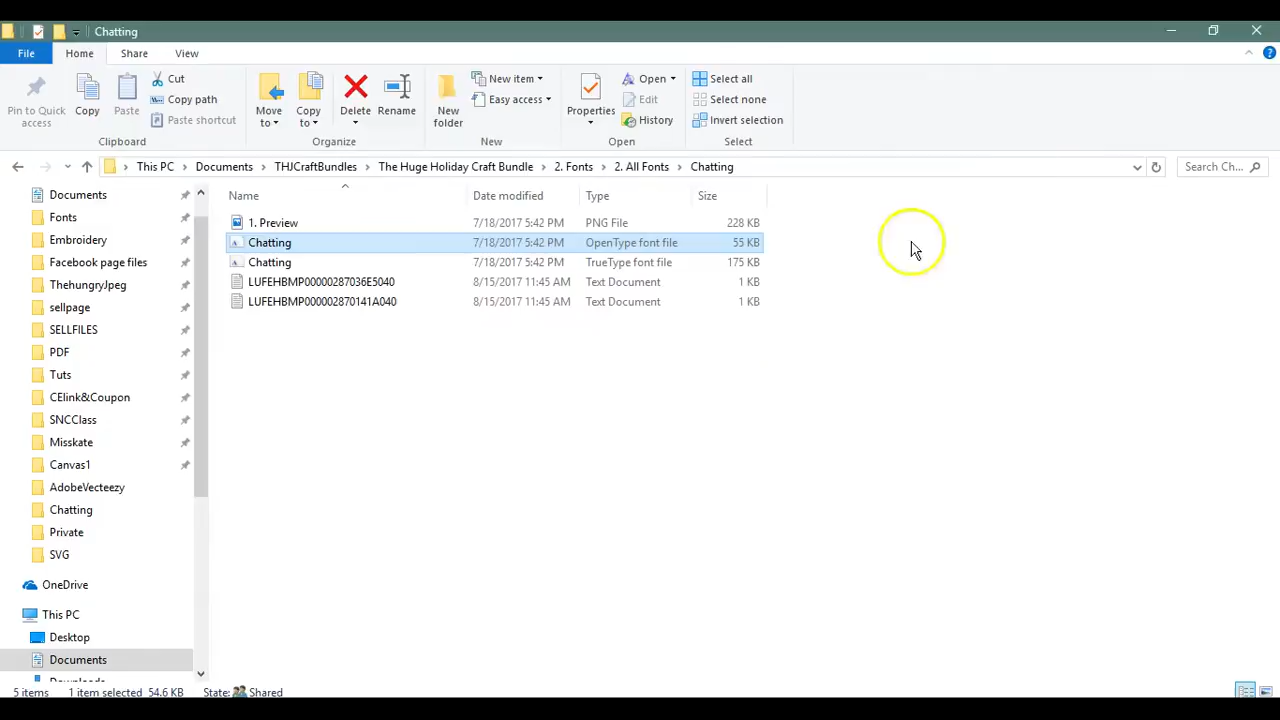 Chatting
File Home Share View
Pin to Quick access
Copy
Paste
Cut
Copy path
Paste shortcut
Clipboard
Move to
Copy to
Delete
Rename
Organize
New folder
New item
Easy access
New
Properties
Open
Edit
History
Open
Select all
Select none
Invert selection
Select
This PC > Documents > THJCraftBundles > The Huge Holiday Craft Bundle > 2. Fonts > 2. All Fonts > Chatting
Search Ch...
Documents
Fonts
Embroidery
Facebook page files
ThehungryJpeg
sellpage
SELLFILES
PDF
Tuts
CElink&Coupon
SNCClass
Misskate
Canvas1
AdobeVecteezy
Chatting
Private
SVG
OneDrive
This PC
Desktop
Documents
Downloads
Name Date modified Type Size
1. Preview 7/18/2017 5:42 PM PNG File 228 KB
Chatting 7/18/2017 5:42 PM OpenType font file 55 KB
Chatting 7/18/2017 5:42 PM TrueType font file 175 KB
LUFEHBMP00000287036E5040 8/15/2017 11:45 AM Text Document 1 KB
LUFEHBMP000002870141A040 8/15/2017 11:45 AM Text Document 1 KB
5 items 1 item selected 54.6 KB State: Shared